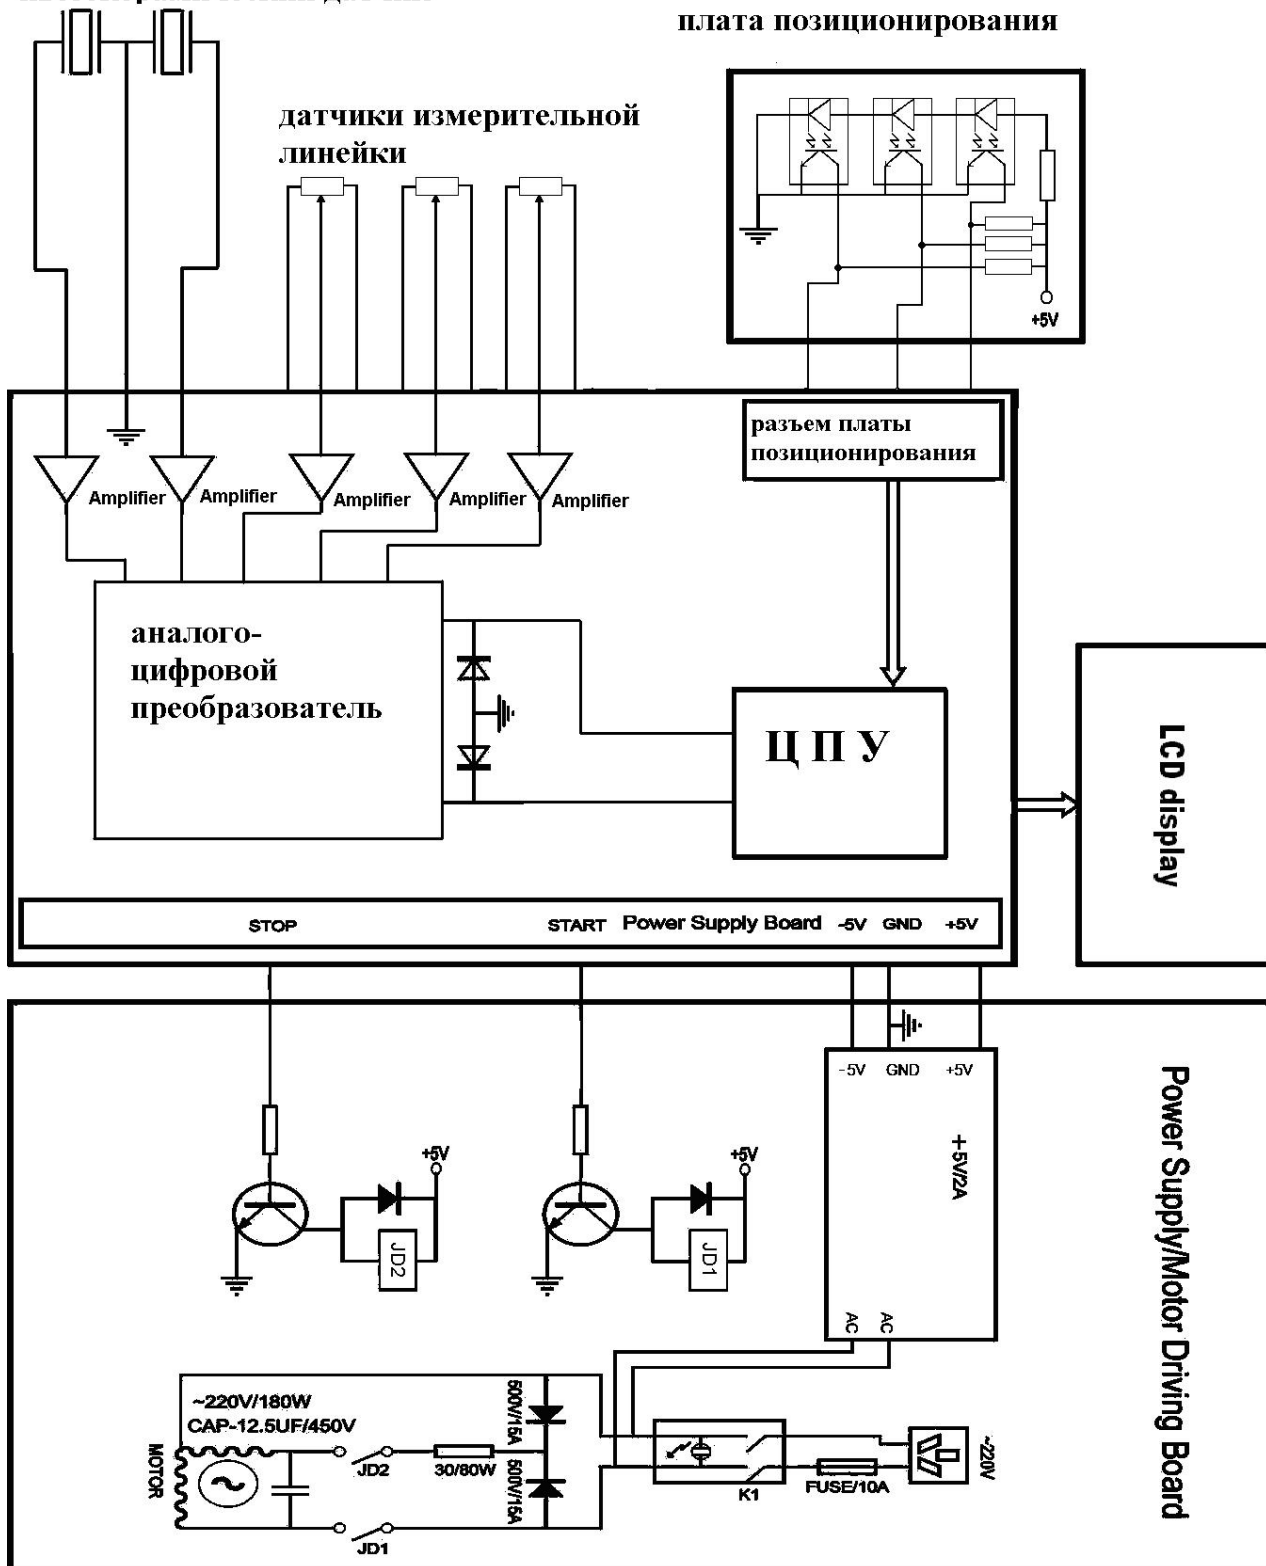 плата позиционирования
датчики измерительной
линейки
+5V
разъем платы
позиционирования
Amplifier
Amplifier
Amplifier
Amplifier
Amplifier
аналого-
цифровой
преобразователь
Ц П У
LCD display
STOP
START
Power Supply Board
-5V
GND
+5V
-5V
GND
+5V
+5V/2A
AC
AC
Power Supply/Motor Driving Board
+5V
JD2
+5V
JD1
~220V/180W
CAP-12.5UF/450V
MOTOR
JD2
30/80W
500V/15A
500V/15A
JD1
K1
FUSE/10A
~220V